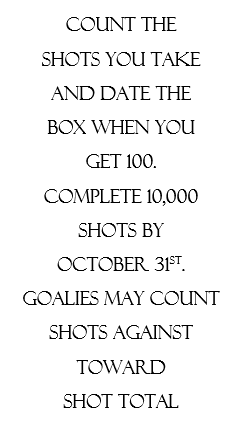 COUNT THE
SHOTS YOU TAKE
AND DATE THE
BOX WHEN YOU
GET 100.
COMPLETE 10,000
SHOTS BY
OCTOBER 31ST.
GOALIES MAY COUNT
SHOTS AGAINST
TOWARD
SHOT TOTAL